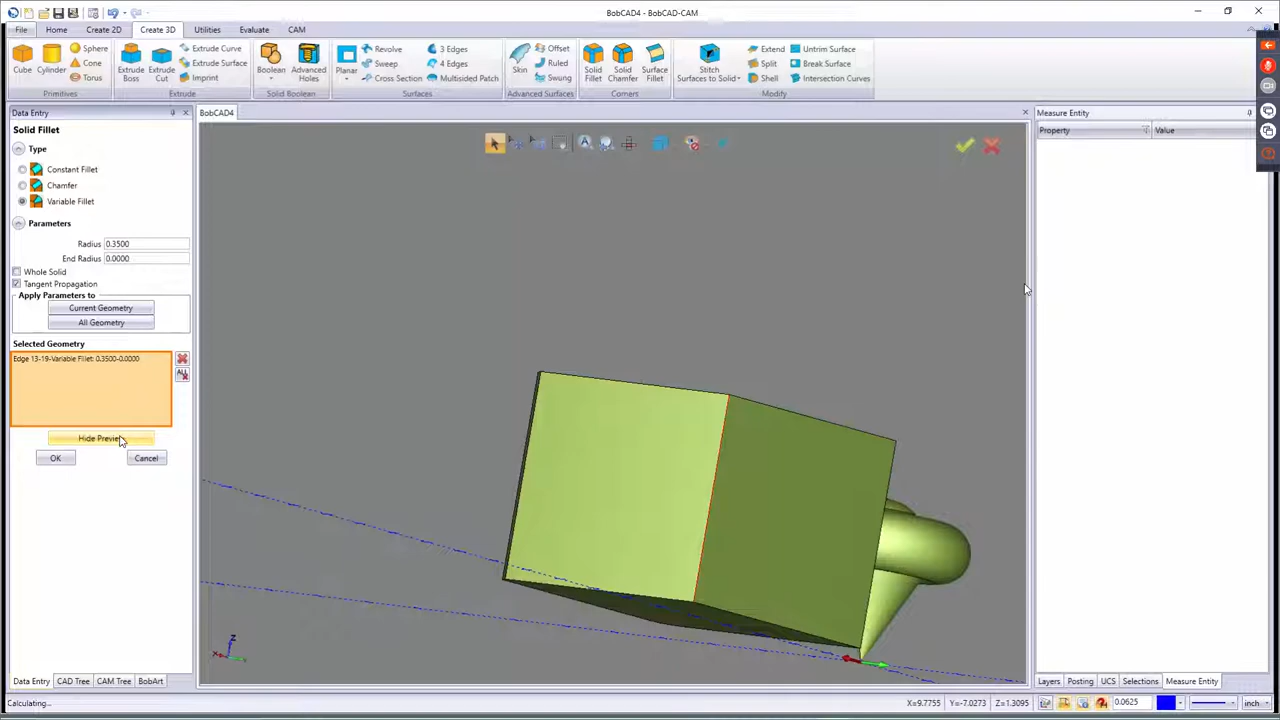 BobCAD4 - BobCAD-CAM
File Home Create 2D Create 3D Utilities Evaluate CAM
Cube Cylinder Sphere Cone Torus Primitives
Extrude Boss Extrude Cut Extrude Curve Extrude Surface Imprint Extrude
Boolean Advanced Holes Solid Boolean
Planar Revolve Sweep Cross Section 3 Edges 4 Edges Multisided Patch Surfaces
Skin Offset Ruled Swung Advanced Surfaces
Solid Fillet Solid Chamfer Surface Fillet Corners
Stitch Surfaces to Solid Extend Split Shell Untrim Surface Break Surface Intersection Curves Modify
Data Entry
BobCAD4
Measure Entity
Property Value
Solid Fillet
Type
Constant Fillet
Chamfer
Variable Fillet
Parameters
Radius 0.3500
End Radius 0.0000
Whole Solid
Tangent Propagation
Apply Parameters to
Current Geometry
All Geometry
Selected Geometry
Edge 13-19-Variable Fillet: 0.3500-0.0000
ALL
Hide Preview
OK Cancel
Z
X
Data Entry CAD Tree CAM Tree BobArt
Layers Posting UCS Selections Measure Entity
Calculating... X=9.7755 Y=-7.0273 Z=1.3095 0.0625 inch